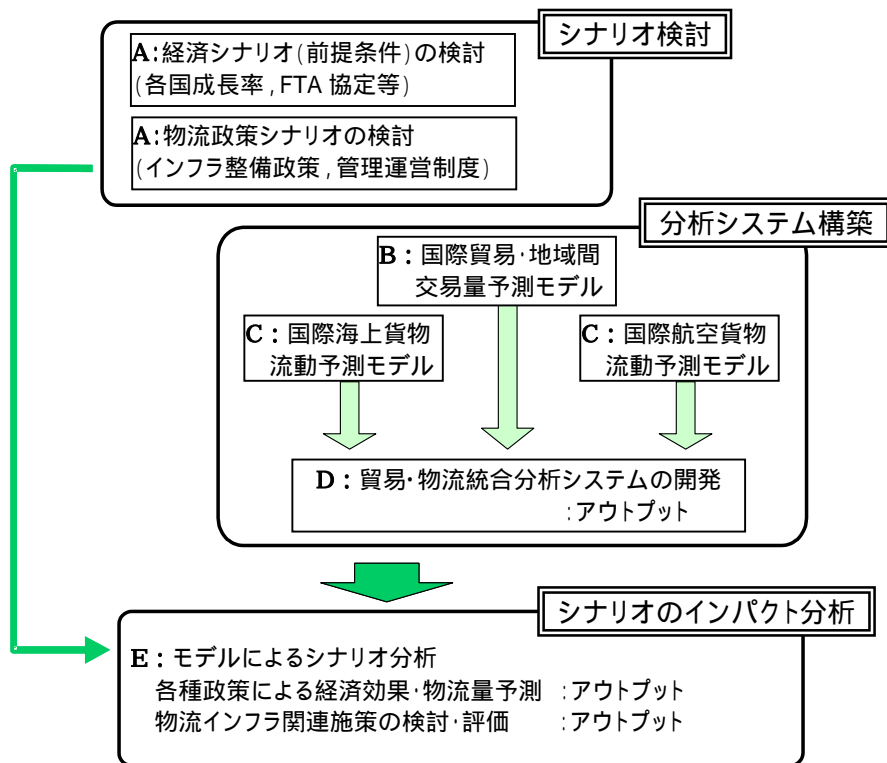 シナリオ検討
A:経済シナリオ(前提条件)の検討
(各国成長率,FTA 協定等)
A:物流政策シナリオの検討
(インフラ整備政策,管理運営制度)
分析システム構築
B:国際貿易・地域間
交易量予測モデル
C:国際海上貨物
流動予測モデル
C:国際航空貨物
流動予測モデル
D:貿易・物流統合分析システムの開発
:アウトプット
シナリオのインパクト分析
E:モデルによるシナリオ分析
各種政策による経済効果・物流量予測 :アウトプット
物流インフラ関連施策の検討・評価 :アウトプット